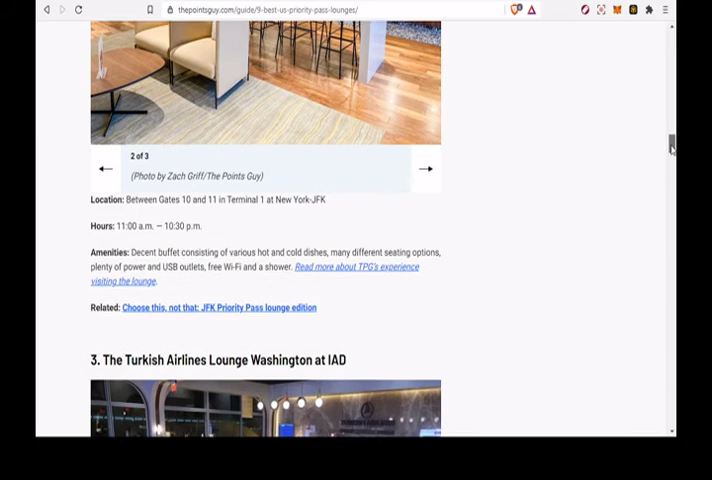 thepointsguy.com/guide/9-best-us-priority-pass-lounges/
2 of 3
(Photo by Zach Griff/The Points Guy)
Location: Between Gates 10 and 11 in Terminal 1 at New York-JFK
Hours: 11:00 a.m. – 10:30 p.m.
Amenities: Decent buffet consisting of various hot and cold dishes, many different seating options,
plenty of power and USB outlets, free Wi-Fi and a shower. Read more about TPG's experience
visiting the lounge.
Related: Choose this, not that: JFK Priority Pass lounge edition
3. The Turkish Airlines Lounge Washington at IAD